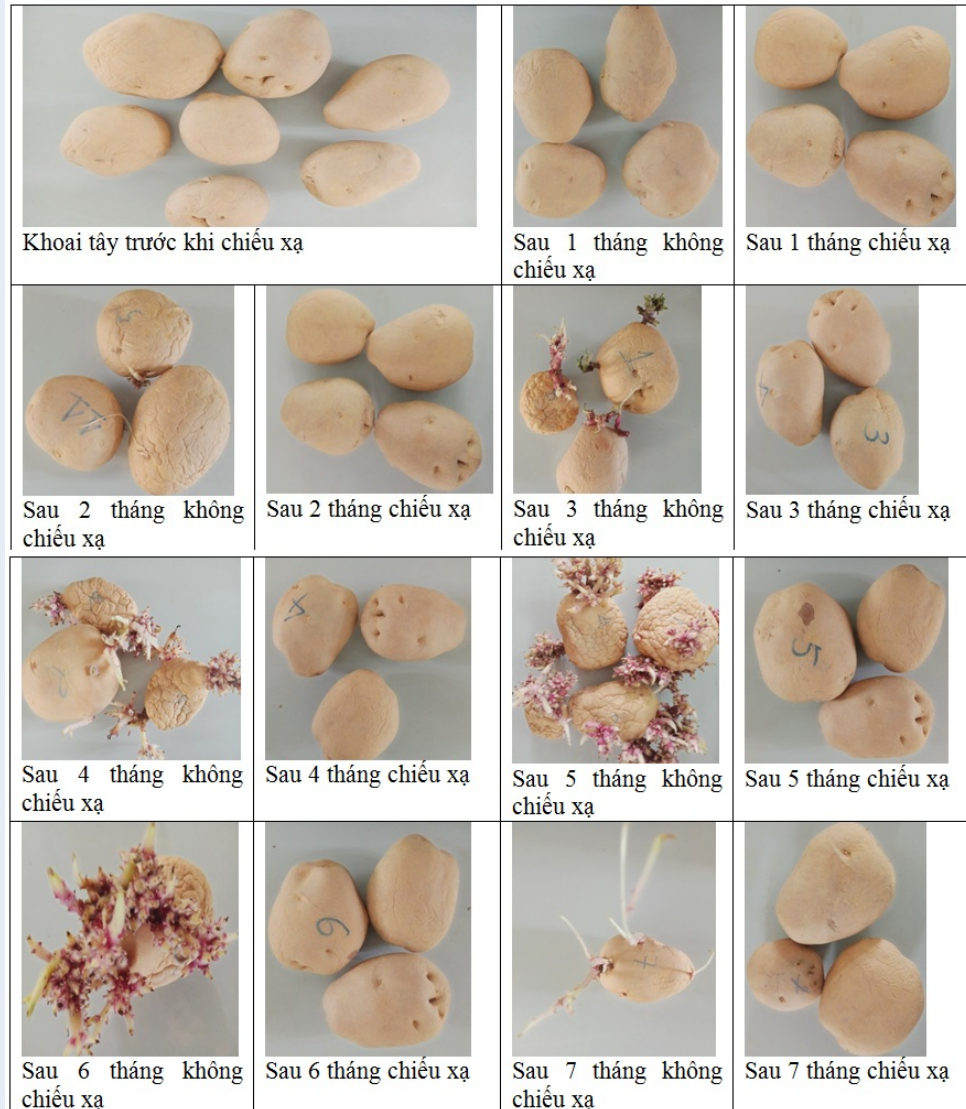 Khoai tây trước khi chiếu xạ
Sau 1 tháng không
chiếu xạ
Sau 1 tháng chiếu xạ
Sau 2 tháng không
chiếu xạ
Sau 2 tháng chiếu xạ
Sau 3 tháng không
chiếu xạ
Sau 3 tháng chiếu xạ
Sau 4 tháng không
chiếu xạ
Sau 4 tháng chiếu xạ
Sau 5 tháng không
chiếu xạ
5
Sau 5 tháng chiếu xạ
Sau 6 tháng không
chiếu xạ
6
Sau 6 tháng chiếu xạ
Sau 7 tháng không
chiếu xạ
Sau 7 tháng chiếu xạ